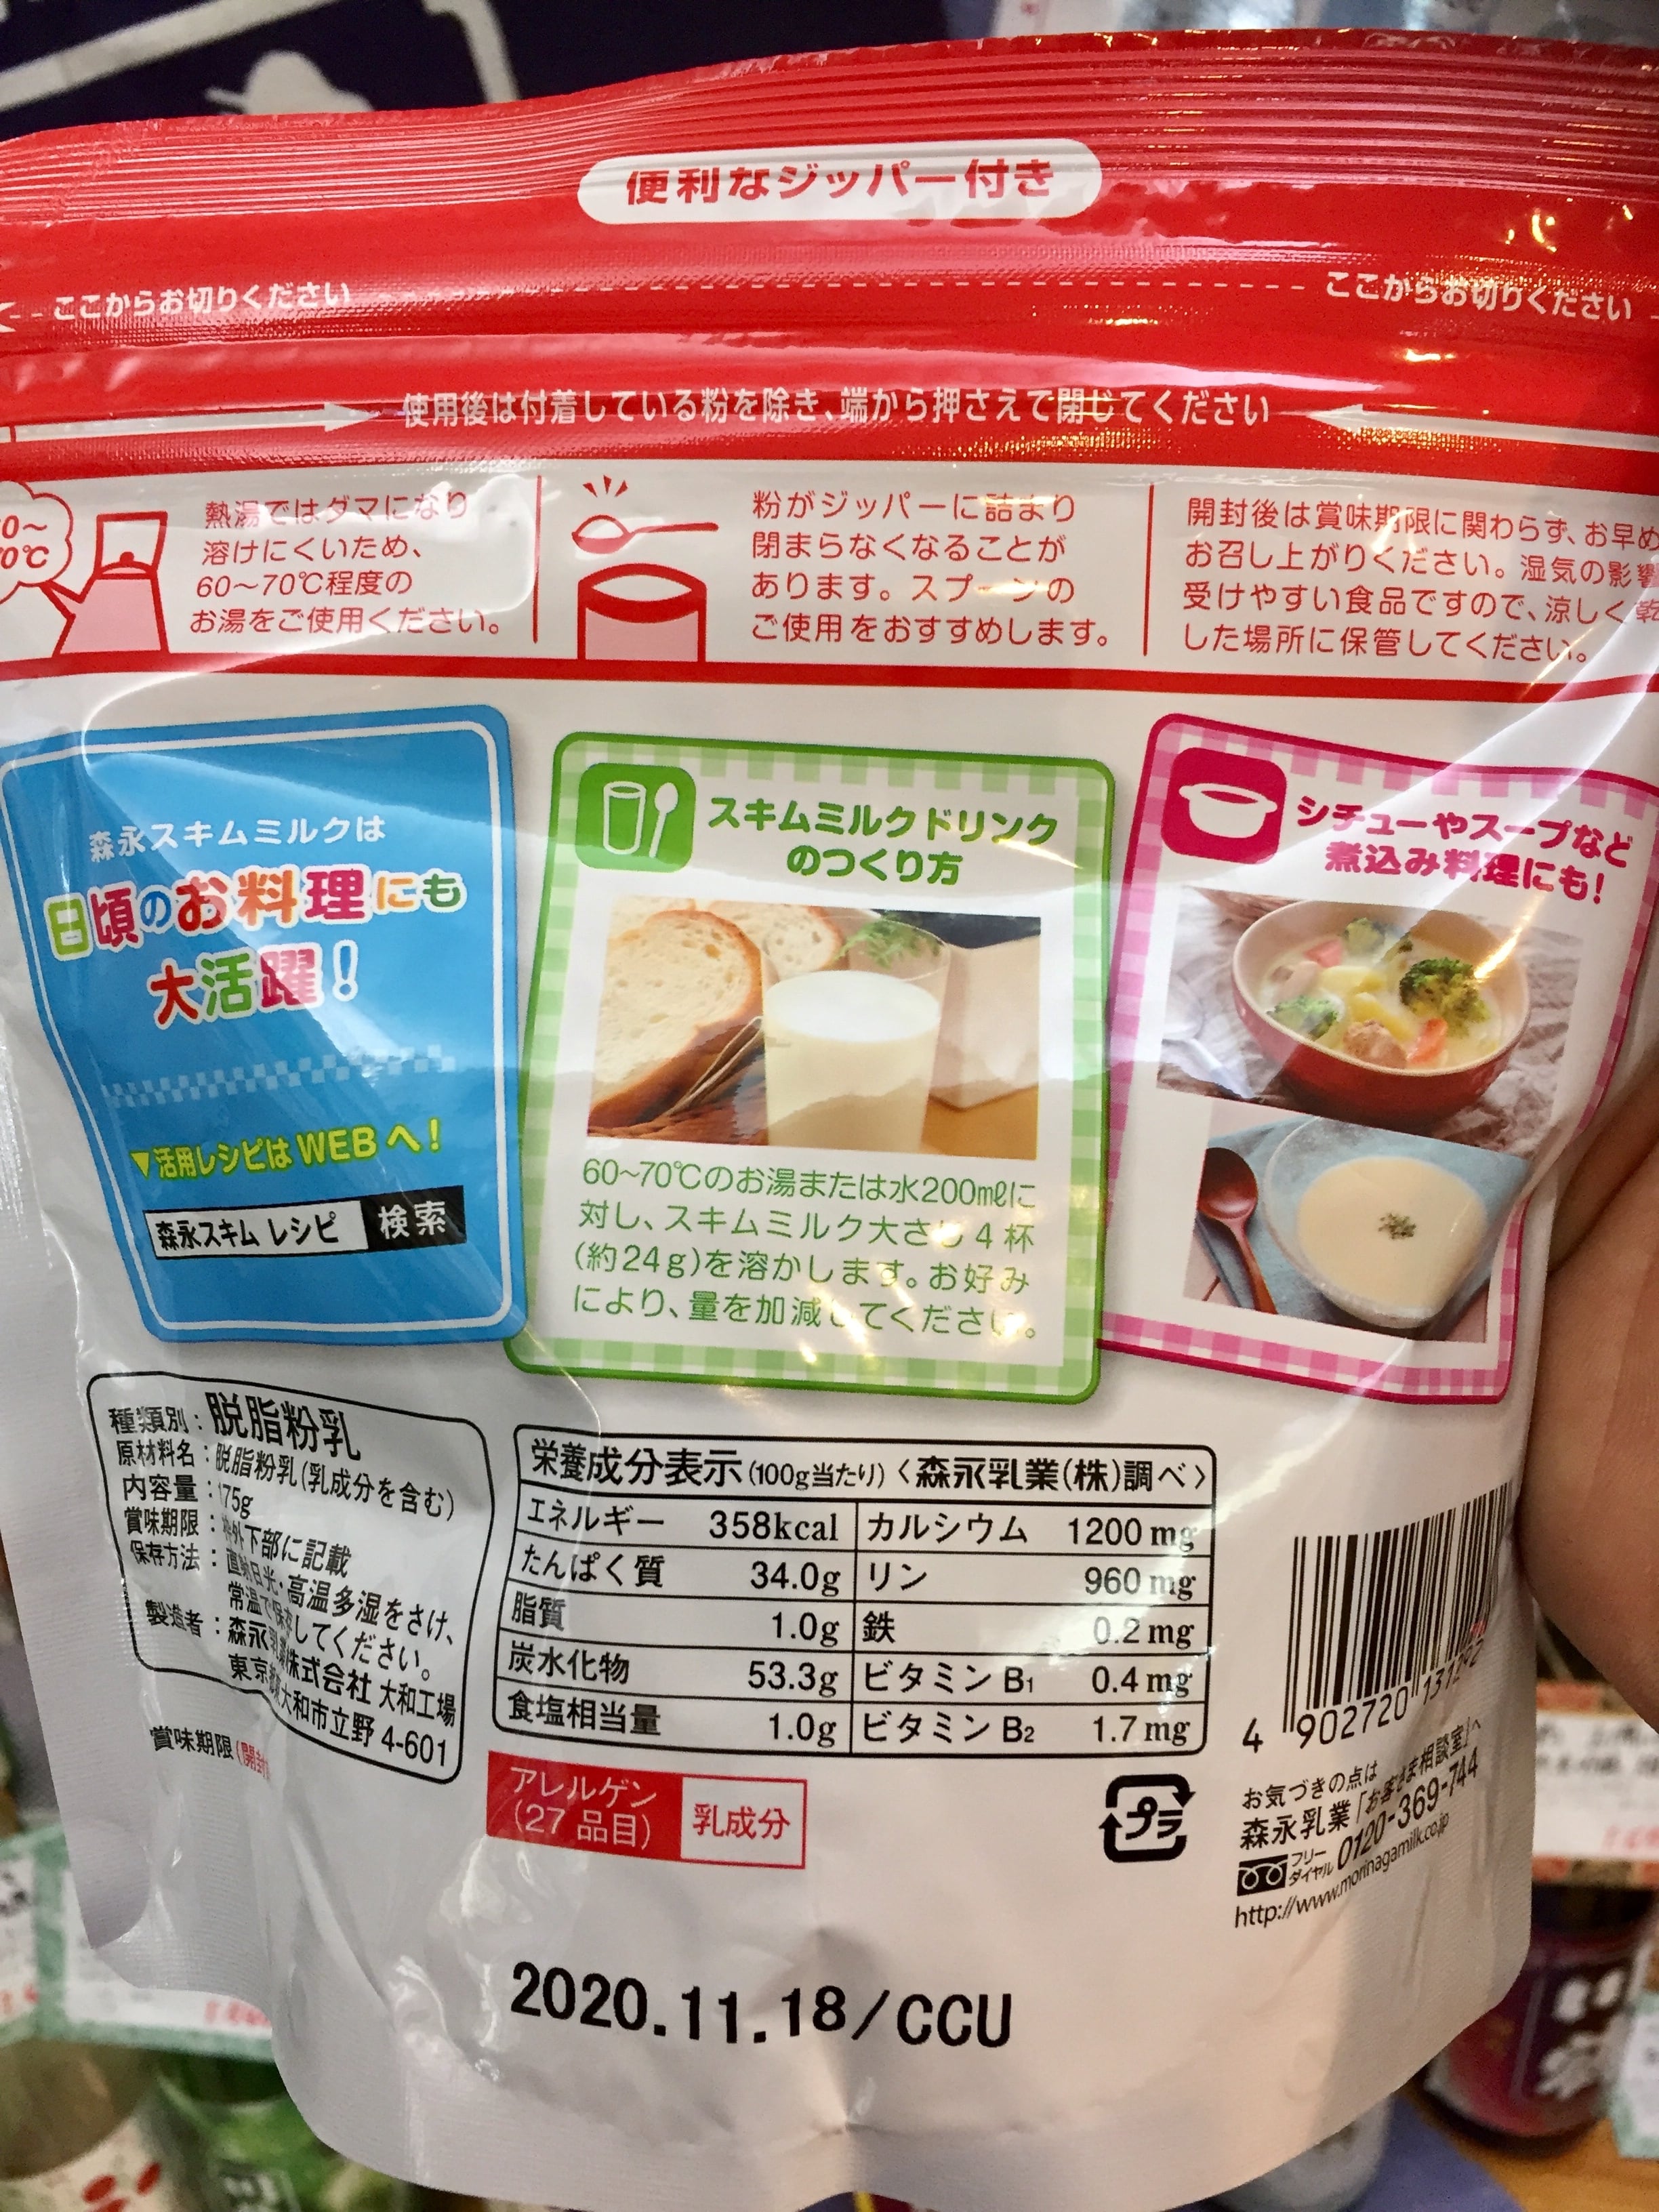 便利なジッパー付き
ここからお切りください
ここからお切りください
使用後は付着している粉を除き、端から押さえて閉じてください
0～
0℃
熱湯ではダマになり
溶けにくいため、
60～70℃程度の
お湯をご使用ください。
粉がジッパーに詰まり
閉まらなくなることが
あります。スプーンの
ご使用をおすすめします。
開封後は賞味期限に関わらず、お早め
お召し上がりください。湿気の影響
受けやすい食品ですので、涼しく乾
した場所に保管してください。
森永スキムミルクは
日頃のお料理にも
大活躍!
▼活用レシピはWEBへ!
森永スキム レシピ 検索
スキムミルクドリンク
のつくり方
60～70℃のお湯または水200mlに
対し、スキムミルク大さじ4杯
(約24g)を溶かします。お好み
により、量を加減してください。
シチューやスープなど
煮込み料理にも!
種類別:脱脂粉乳
原材料名:脱脂粉乳(乳成分を含む)
内容量:175g
賞味期限:枠外下部に記載
保存方法:直射日光・高温多湿をさけ、
常温で保存してください。
製造者:森永乳業株式会社 大和工場
東京都東大和市立野4-601
賞味期限(開封
栄養成分表示(100g当たり)〈森永乳業(株)調べ〉
エネルギー 358kcal カルシウム 1200mg
たんぱく質 34.0g リン 960mg
脂質 1.0g 鉄 0.2mg
炭水化物 53.3g ビタミンB1 0.4mg
食塩相当量 1.0g ビタミンB2 1.7mg
アレルゲン
(27品目)
乳成分
プラ
4 902720 131
お気づきの点は
森永乳業「お客さま相談室」へ
フリーダイヤル 0120-369-744
http://www.morinagamilk.co.jp
2020.11.18/CCU